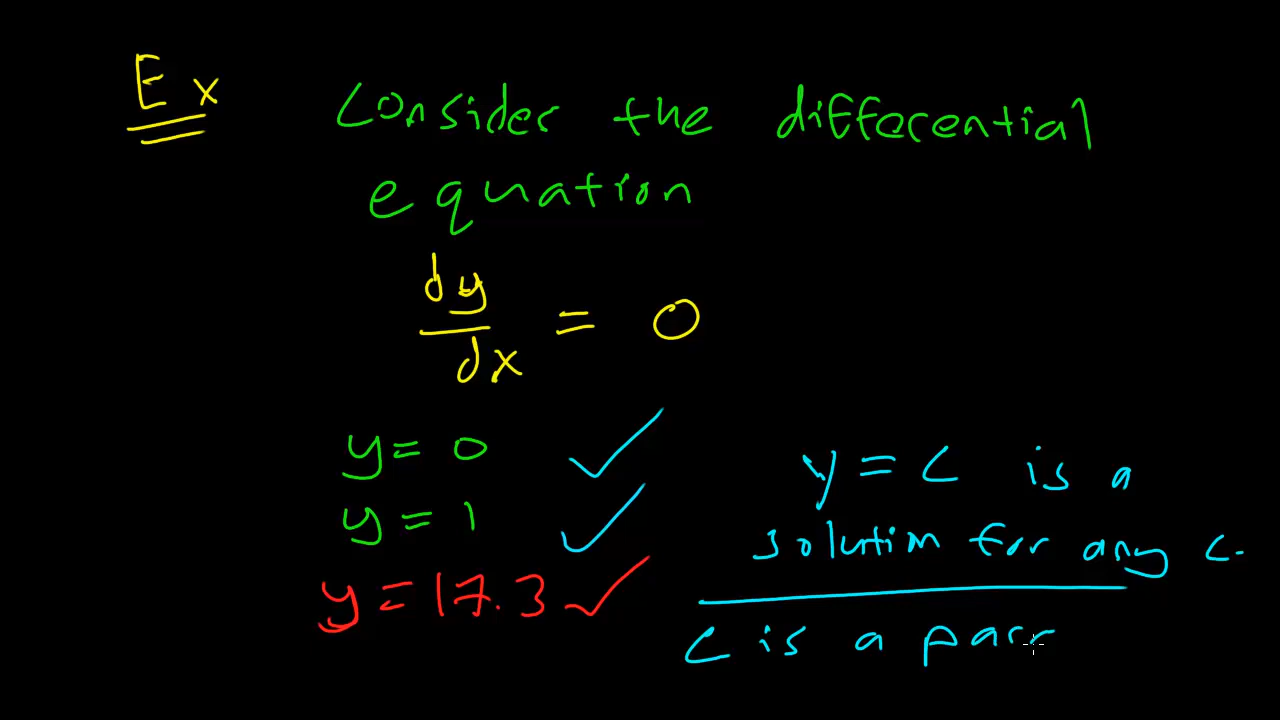 Ex
Consider the differential
equation
dy/dx = 0
y = 0 ✓
y = 1 ✓
y = 17.3 ✓
y = c is a
solution for any c.
c is a par